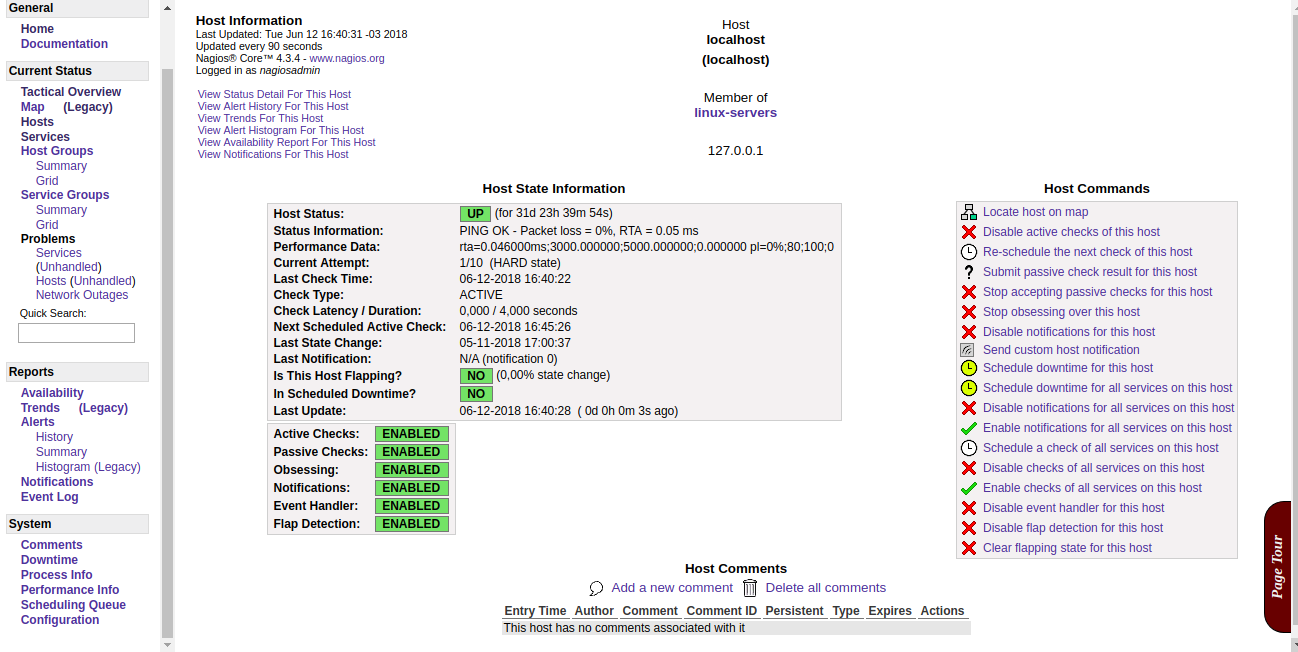 General
Home
Documentation
Current Status
Tactical Overview
Map (Legacy)
Hosts
Services
Host Groups
Summary
Grid
Service Groups
Summary
Grid
Problems
Services
(Unhandled)
Hosts (Unhandled)
Network Outages
Quick Search:
Reports
Availability
Trends (Legacy)
Alerts
History
Summary
Histogram (Legacy)
Notifications
Event Log
System
Comments
Downtime
Process Info
Performance Info
Scheduling Queue
Configuration
Host Information
Last Updated: Tue Jun 12 16:40:31 -03 2018
Updated every 90 seconds
Nagios® Core™ 4.3.4 - www.nagios.org
Logged in as nagiosadmin
View Status Detail For This Host
View Alert History For This Host
View Trends For This Host
View Alert Histogram For This Host
View Availability Report For This Host
View Notifications For This Host
Host
localhost
(localhost)
Member of
linux-servers
127.0.0.1
Host State Information
Host Status: UP (for 31d 23h 39m 54s)
Status Information: PING OK - Packet loss = 0%, RTA = 0.05 ms
Performance Data: rta=0.046000ms;3000.000000;5000.000000;0.000000 pl=0%;80;100;0
Current Attempt: 1/10 (HARD state)
Last Check Time: 06-12-2018 16:40:22
Check Type: ACTIVE
Check Latency / Duration: 0,000 / 4,000 seconds
Next Scheduled Active Check: 06-12-2018 16:45:26
Last State Change: 05-11-2018 17:00:37
Last Notification: N/A (notification 0)
Is This Host Flapping? NO (0,00% state change)
In Scheduled Downtime? NO
Last Update: 06-12-2018 16:40:28 ( 0d 0h 0m 3s ago)
Active Checks: ENABLED
Passive Checks: ENABLED
Obsessing: ENABLED
Notifications: ENABLED
Event Handler: ENABLED
Flap Detection: ENABLED
Host Commands
Locate host on map
Disable active checks of this host
Re-schedule the next check of this host
Submit passive check result for this host
Stop accepting passive checks for this host
Stop obsessing over this host
Disable notifications for this host
Send custom host notification
Schedule downtime for this host
Schedule downtime for all services on this host
Disable notifications for all services on this host
Enable notifications for all services on this host
Schedule a check of all services on this host
Disable checks of all services on this host
Enable checks of all services on this host
Disable event handler for this host
Disable flap detection for this host
Clear flapping state for this host
Page Tour
Host Comments
Add a new comment Delete all comments
Entry Time Author Comment Comment ID Persistent Type Expires Actions
This host has no comments associated with it